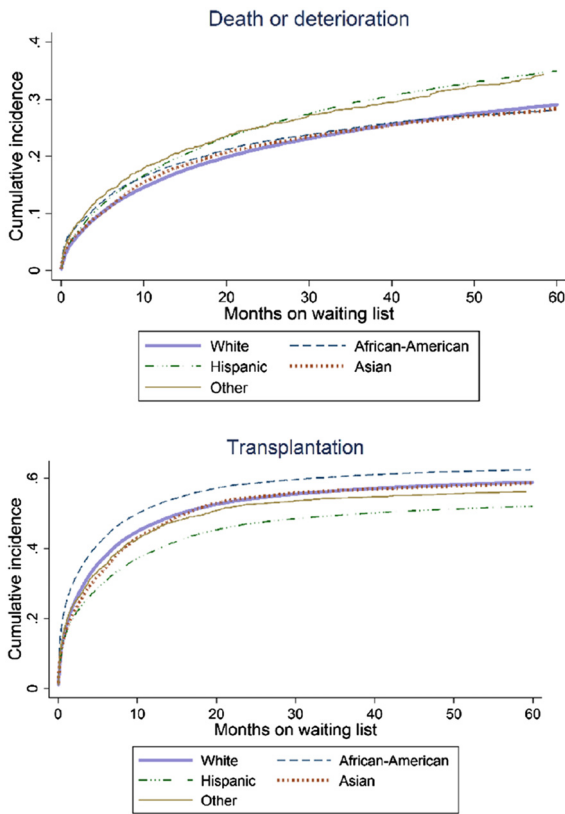 Death or deterioration
.4
.3
.2
.1
0
Cumulative incidence
0 10 20 30 40 50 60
Months on waiting list
White African-American
Hispanic Asian
Other
Transplantation
.6
.4
.2
0
Cumulative incidence
0 10 20 30 40 50 60
Months on waiting list
White African-American
Hispanic Asian
Other